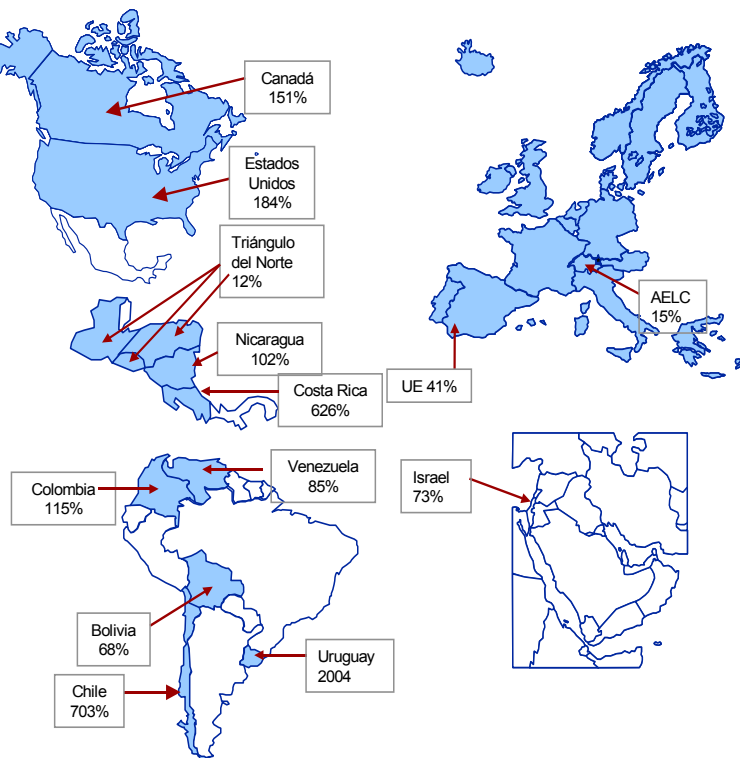 Canadá
151%
Estados
Unidos
184%
Triángulo
del Norte
12%
Nicaragua
102%
Costa Rica
626%
AELC
15%
UE 41%
Venezuela
85%
Colombia
115%
Israel
73%
Bolivia
68%
Uruguay
2004
Chile
703%